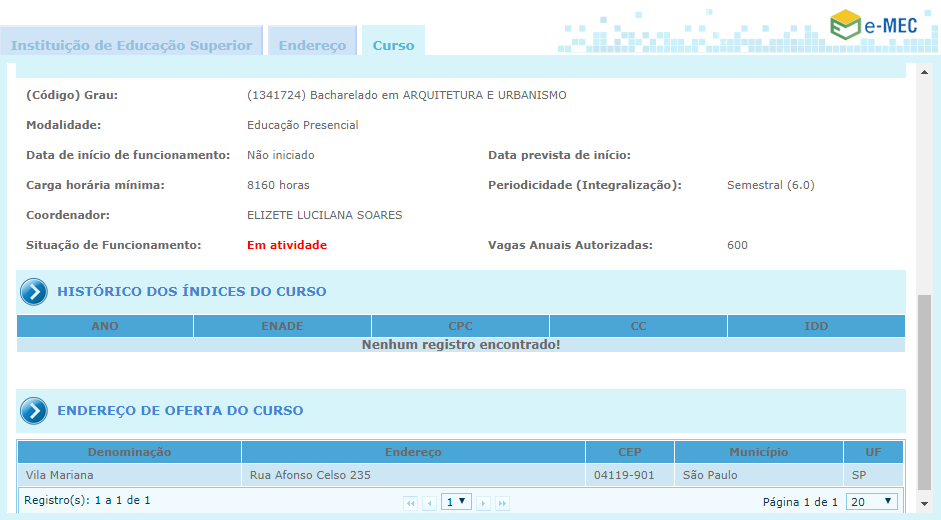 e-MEC
Instituição de Educação Superior Endereço Curso
(Código) Grau: (1341724) Bacharelado em ARQUITETURA E URBANISMO
Modalidade: Educação Presencial
Data de início de funcionamento: Não iniciado Data prevista de início:
Carga horária mínima: 8160 horas Periodicidade (Integralização): Semestral (6.0)
Coordenador: ELIZETE LUCILANA SOARES
Situação de Funcionamento: Em atividade Vagas Anuais Autorizadas: 600
HISTÓRICO DOS ÍNDICES DO CURSO
ANO ENADE CPC CC IDD
Nenhum registro encontrado!
ENDEREÇO DE OFERTA DO CURSO
Denominação Endereço CEP Município UF
Vila Mariana Rua Afonso Celso 235 04119-901 São Paulo SP
Registro(s): 1 a 1 de 1 1 Página 1 de 1 20